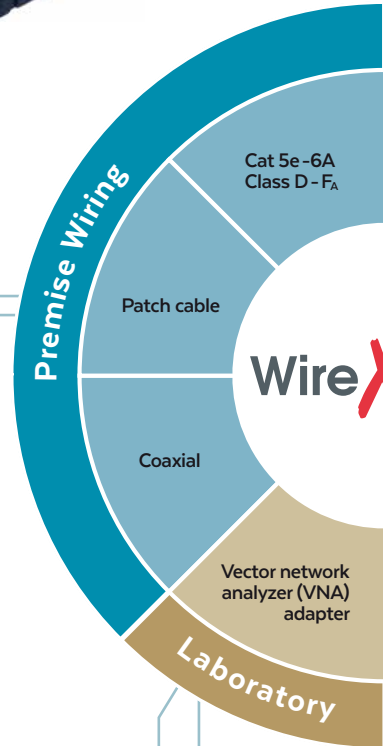 Premise Wiring
Cat 5e-6A
Class D-FA
Patch cable
Wire
Coaxial
Vector network
analyzer (VNA)
adapter
Laboratory